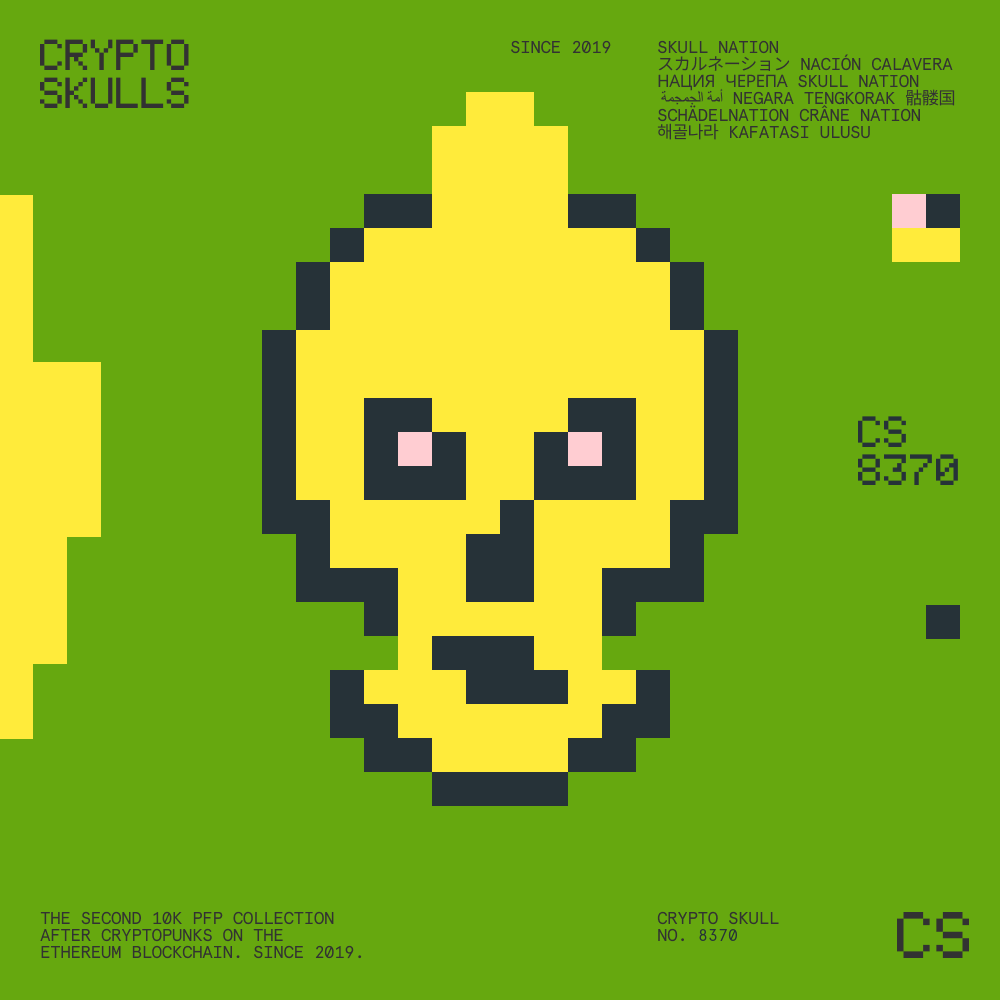 CRYPTO
SKULLS
SINCE 2019
SKULL NATION
スカルネーション NACIÓN CALAVERA
НАЦИЯ ЧЕРЕПА SKULL NATION
أمة الجمجمة NEGARA TENGKORAK 骷髅国
SCHÄDELNATION CRÂNE NATION
해골나라 KAFATASI ULUSU
CS
8370
THE SECOND 10K PFP COLLECTION
AFTER CRYPTOPUNKS ON THE
ETHEREUM BLOCKCHAIN. SINCE 2019.
CRYPTO SKULL
NO. 8370
CS